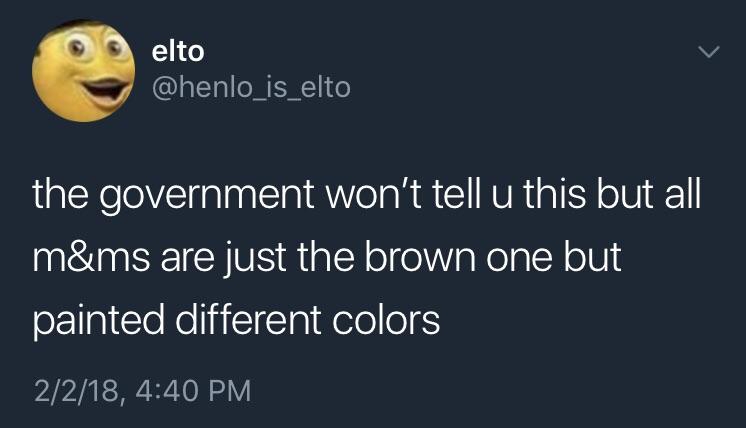 elto
@henlo_is_elto
the government won't tell u this but all
m&ms are just the brown one but
painted different colors
2/2/18, 4:40 PM